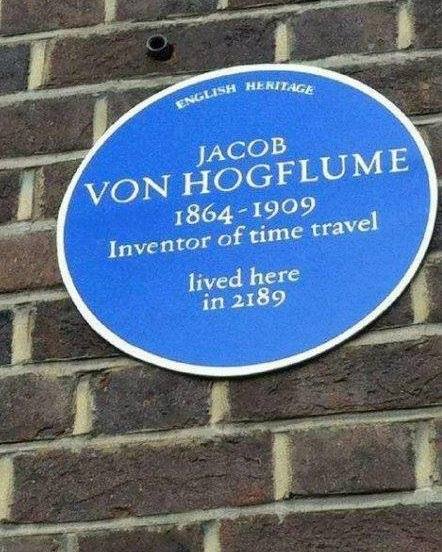 ENGLISH HERITAGE
JACOB
VON HOGFLUME
1864-1909
Inventor of time travel
lived here
in 2189